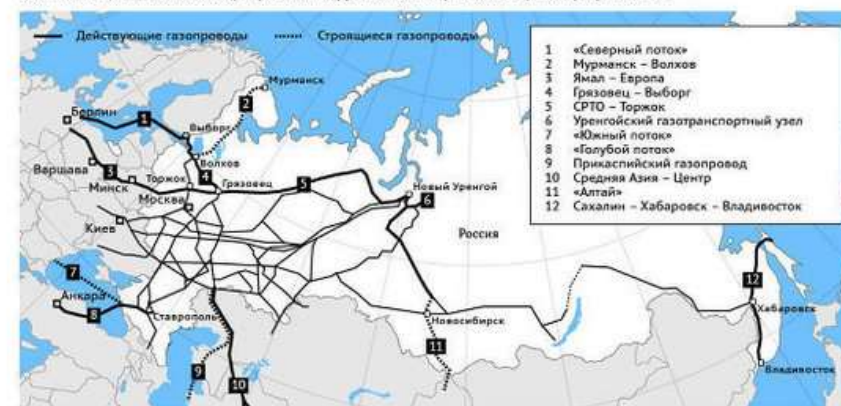 Действующие газопроводы
Строящиеся газопроводы
1 «Северный поток»
2 Мурманск – Волхов
3 Ямал – Европа
4 Грязовец – Выборг
5 СРТО – Торжок
6 Уренгойский газотранспортный узел
7 «Южный поток»
8 «Голубой поток»
9 Прикаспийский газопровод
10 Средняя Азия – Центр
11 «Алтай»
12 Сахалин – Хабаровск – Владивосток
Мурманск
2
Берлин
1
Выборг
Волхов
Варшава
3
Торжок
4
Грязовец
5
Минск
Москва
Новый Уренгой
6
Киев
Россия
7
12
Анкара
8
Ставрополь
Хабаровск
Новосибирск
11
9
10
Владивосток